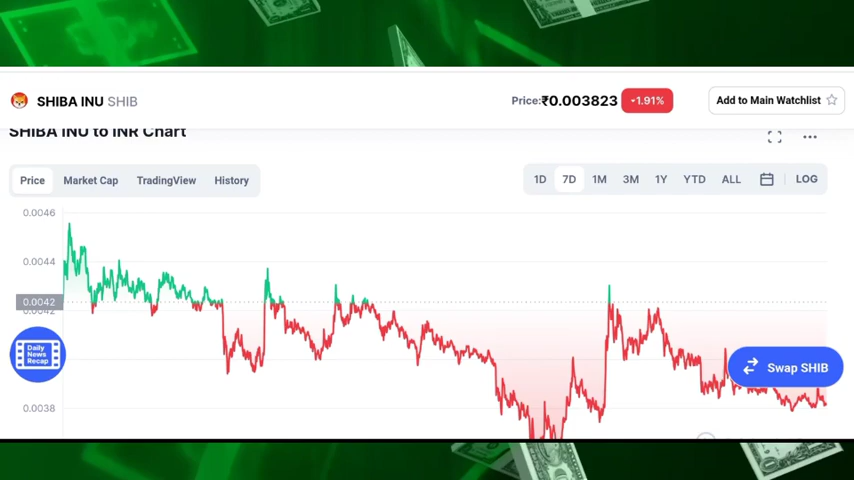 SHIBA INU SHIB
Price:₹0.003823 1.91%
Add to Main Watchlist
SHIBA INU to INR Chart
Price Market Cap TradingView History
1D 7D 1M 3M 1Y YTD ALL LOG
0.0046
0.0044
0.0042
0.0042
Daily
News
Recap
Swap SHIB
0.0038